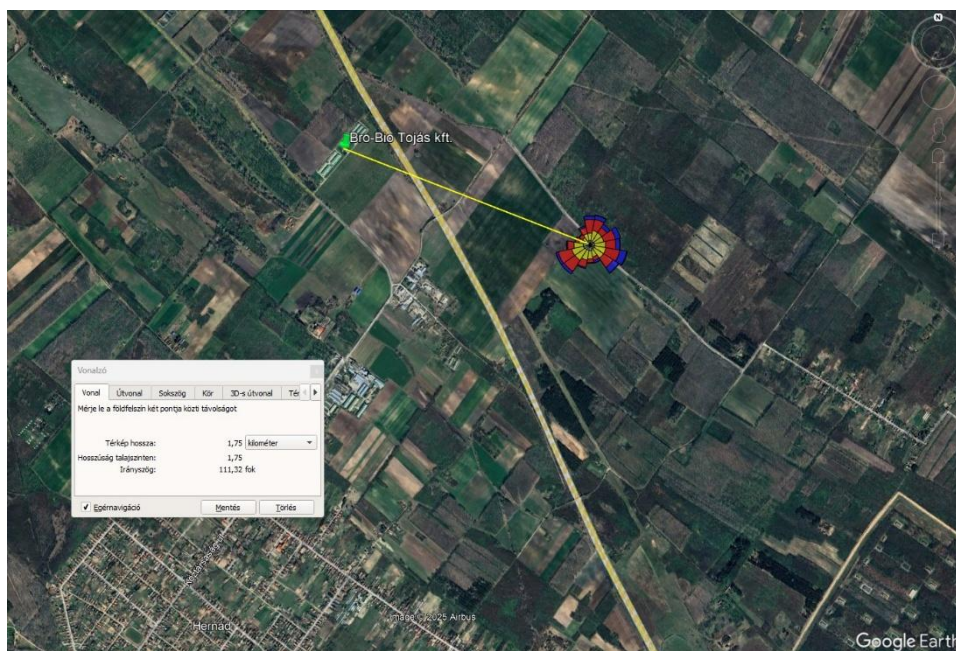 N
Bro-Bio Tojás kft.
Vonalzó
Vonal Útvonal Sokszög Kör 3D-s útvonal
Mérje le a földfelszín két pontja közti távolságot
Térkép hossza: 1,75 kilométer
Hosszúság talajszinten: 1,75
Irányszög: 111,32 fok
Egérnavigáció Mentés Törlés
Hernád
Image © 2025 Airbus
Google Earth